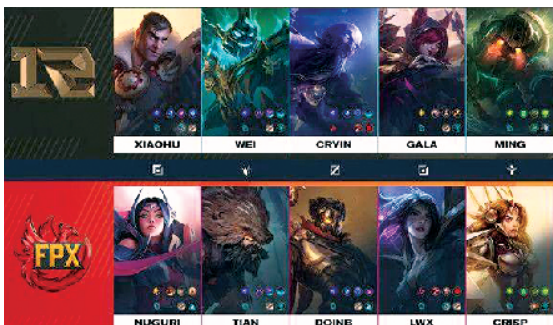 XIAOHU WEI CRYIN GALA MING
FPX
NUGURI TIAN DOINB LWX CRISP